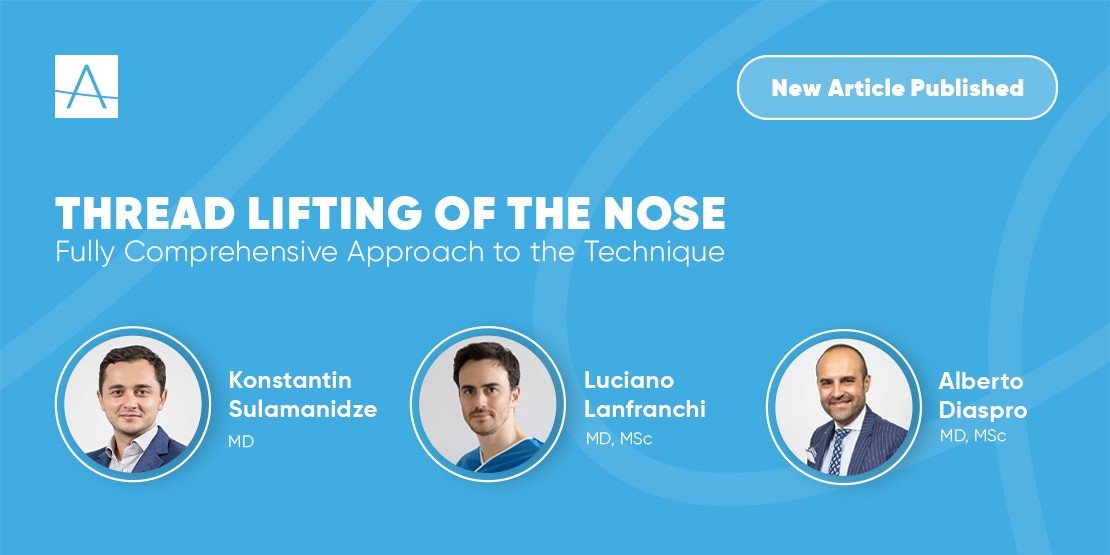 New Article Published
THREAD LIFTING OF THE NOSE
Fully Comprehensive Approach to the Technique
Konstantin
Sulamanidze
MD
Luciano
Lanfranchi
MD, MSc
Alberto
Diaspro
MD, MSc